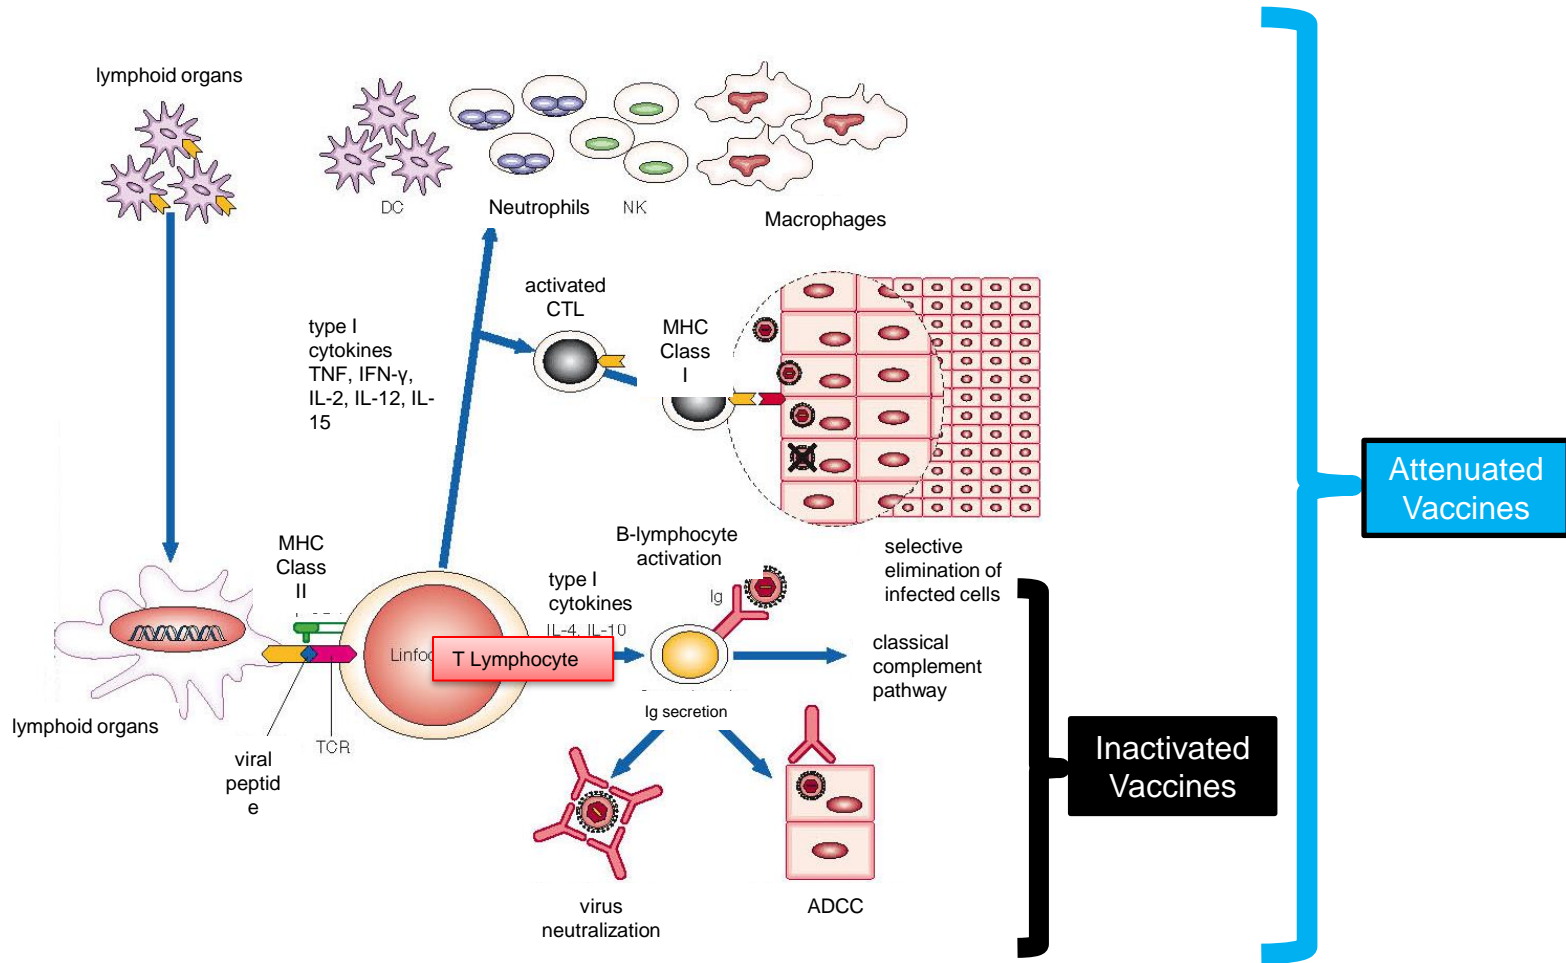 lymphoid organs
DC
Neutrophils
NK
Macrophages
activated
CTL
type I
cytokines
TNF, IFN-γ,
IL-2, IL-12, IL-
15
MHC
Class
I
MHC
Class
II
B-lymphocyte
activation
selective
elimination of
infected cells
type I
cytokines
IL-4, IL-10
Ig
T Lymphocyte
classical
complement
pathway
Ig secretion
lymphoid organs
TCR
viral
peptid
e
virus
neutralization
ADCC
Attenuated
Vaccines
Inactivated
Vaccines